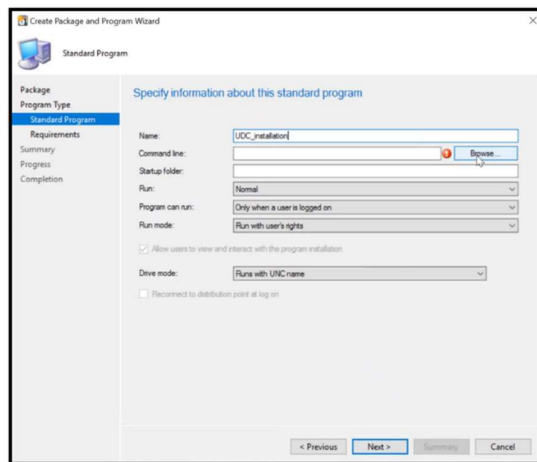 Create Package and Program Wizard
Standard Program
Package
Program Type
Standard Program
Requirements
Summary
Progress
Completion
Specify information about this standard program
Name: UDC_installation
Command line: Browse...
Startup folder:
Run: Normal
Program can run: Only when a user is logged on
Run mode: Run with user's rights
Allow users to view and interact with the program installation
Drive mode: Runs with UNC name
Reconnect to distribution point at log on
< Previous Next > Summary Cancel